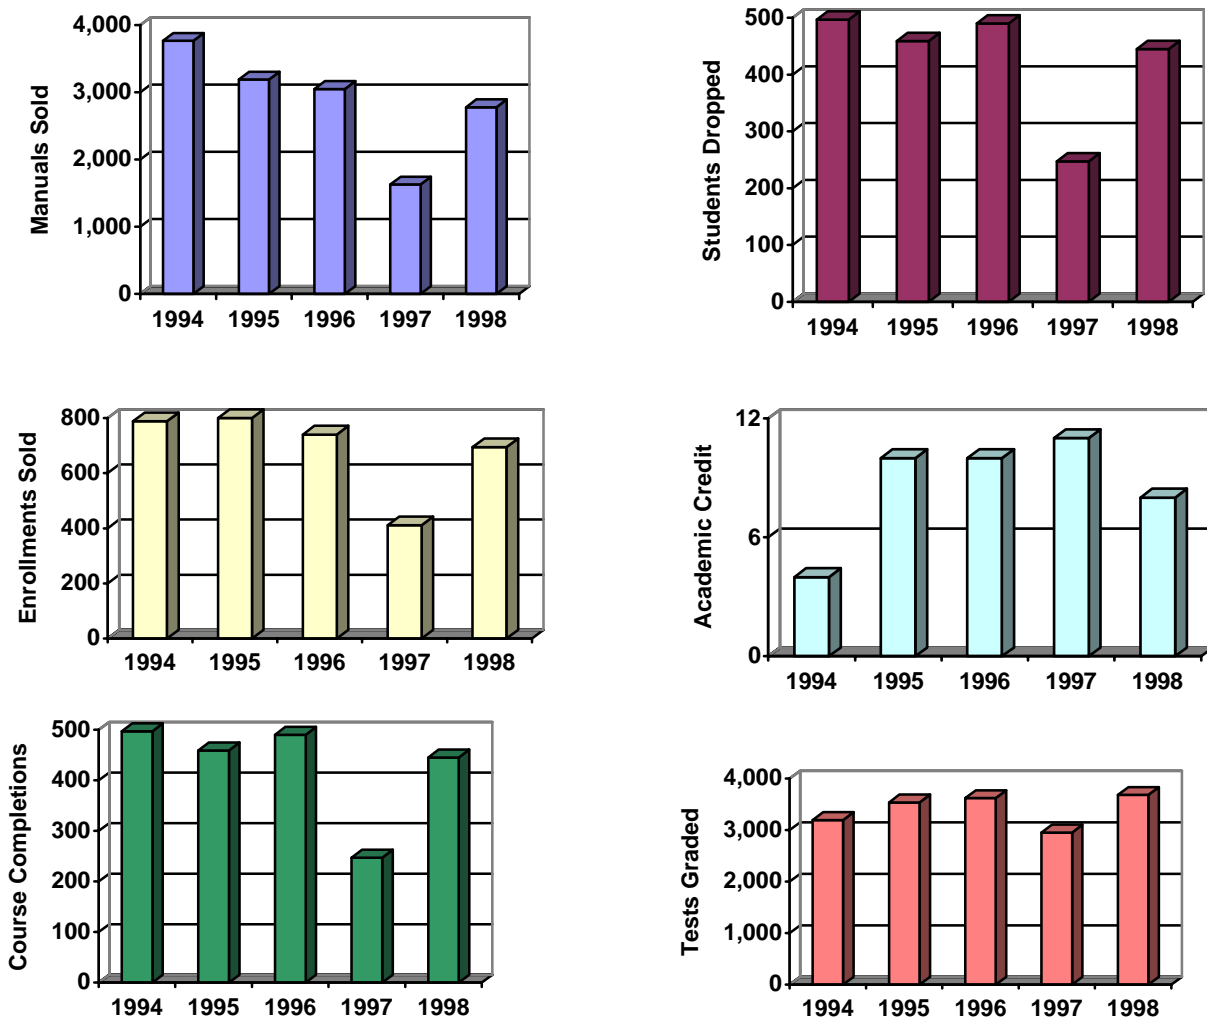 Manuals Sold
4,000
3,000
2,000
1,000
0
1994 1995 1996 1997 1998
Students Dropped
500
400
300
200
100
0
1994 1995 1996 1997 1998
Enrollments Sold
800
600
400
200
0
1994 1995 1996 1997 1998
Academic Credit
12
6
0
1994 1995 1996 1997 1998
Course Completions
500
400
300
200
100
0
1994 1995 1996 1997 1998
Tests Graded
4,000
3,000
2,000
1,000
0
1994 1995 1996 1997 1998